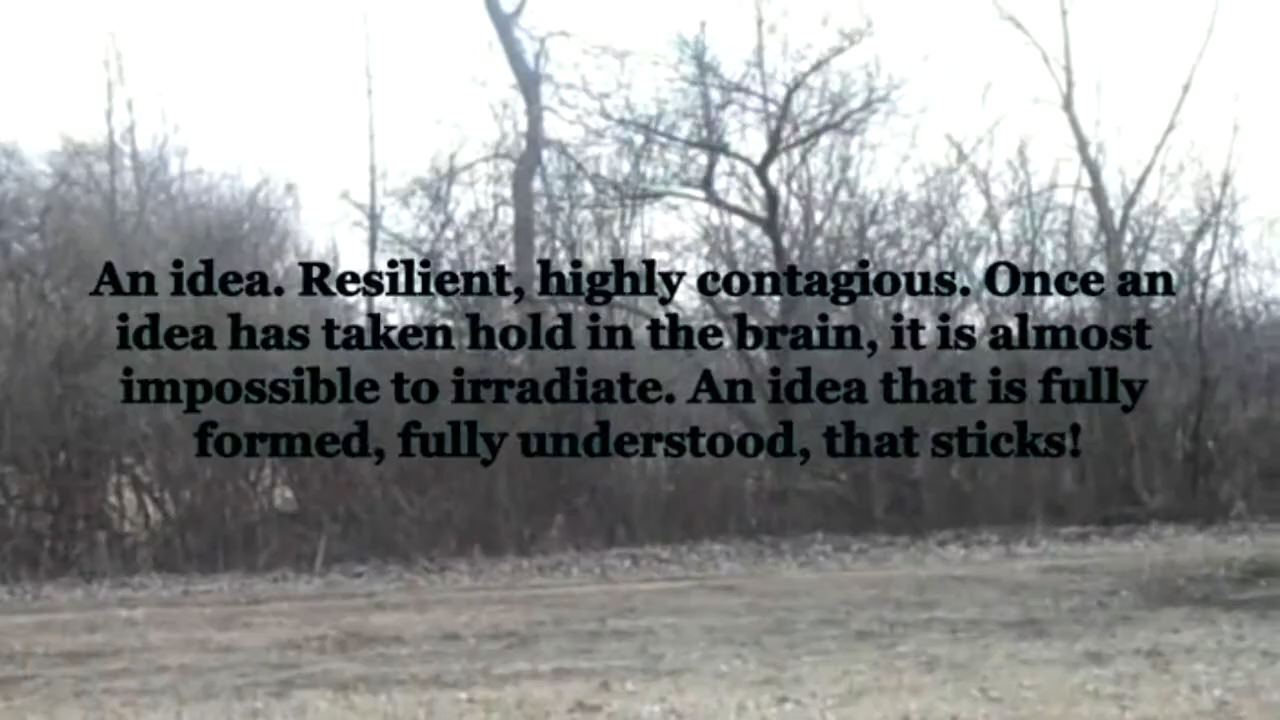 An idea. Resilient, highly contagious. Once an
idea has taken hold in the brain, it is almost
impossible to irradiate. An idea that is fully
formed, fully understood, that sticks!